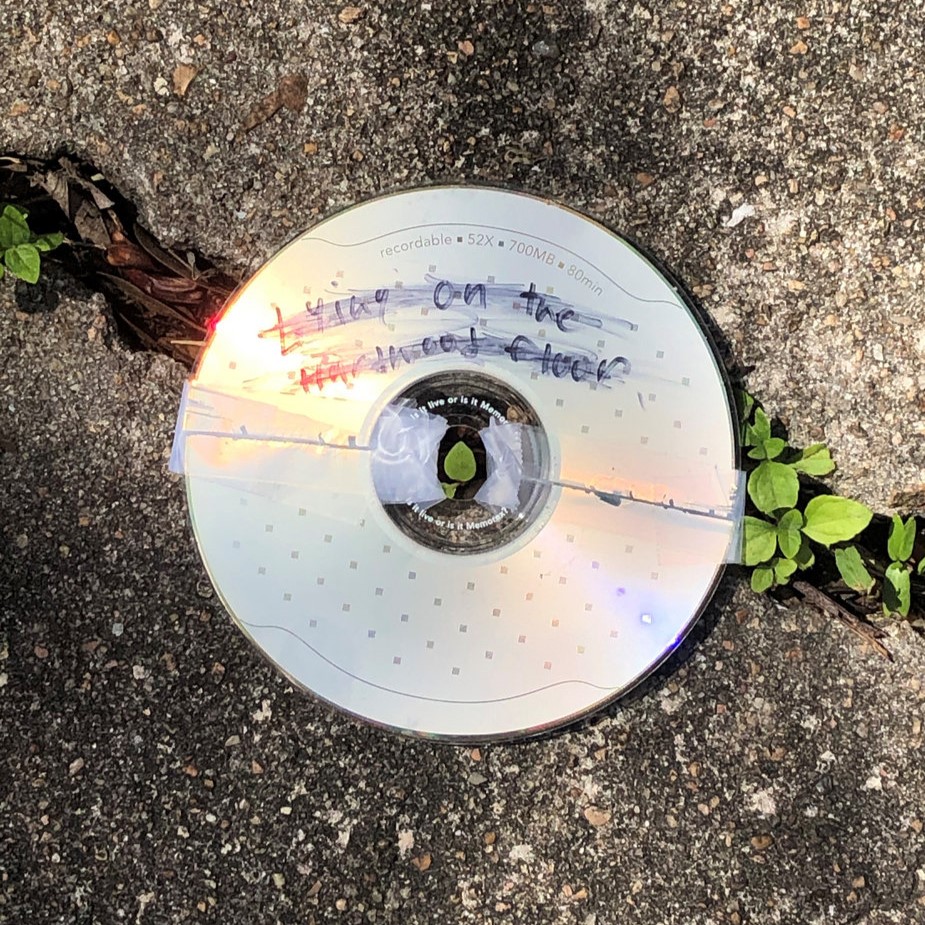 recordable ▪ 52X ▪ 700MB ▪ 80min
lying on the
hardwood floor
is it live or is it Memo
is it live or is it Memorex?